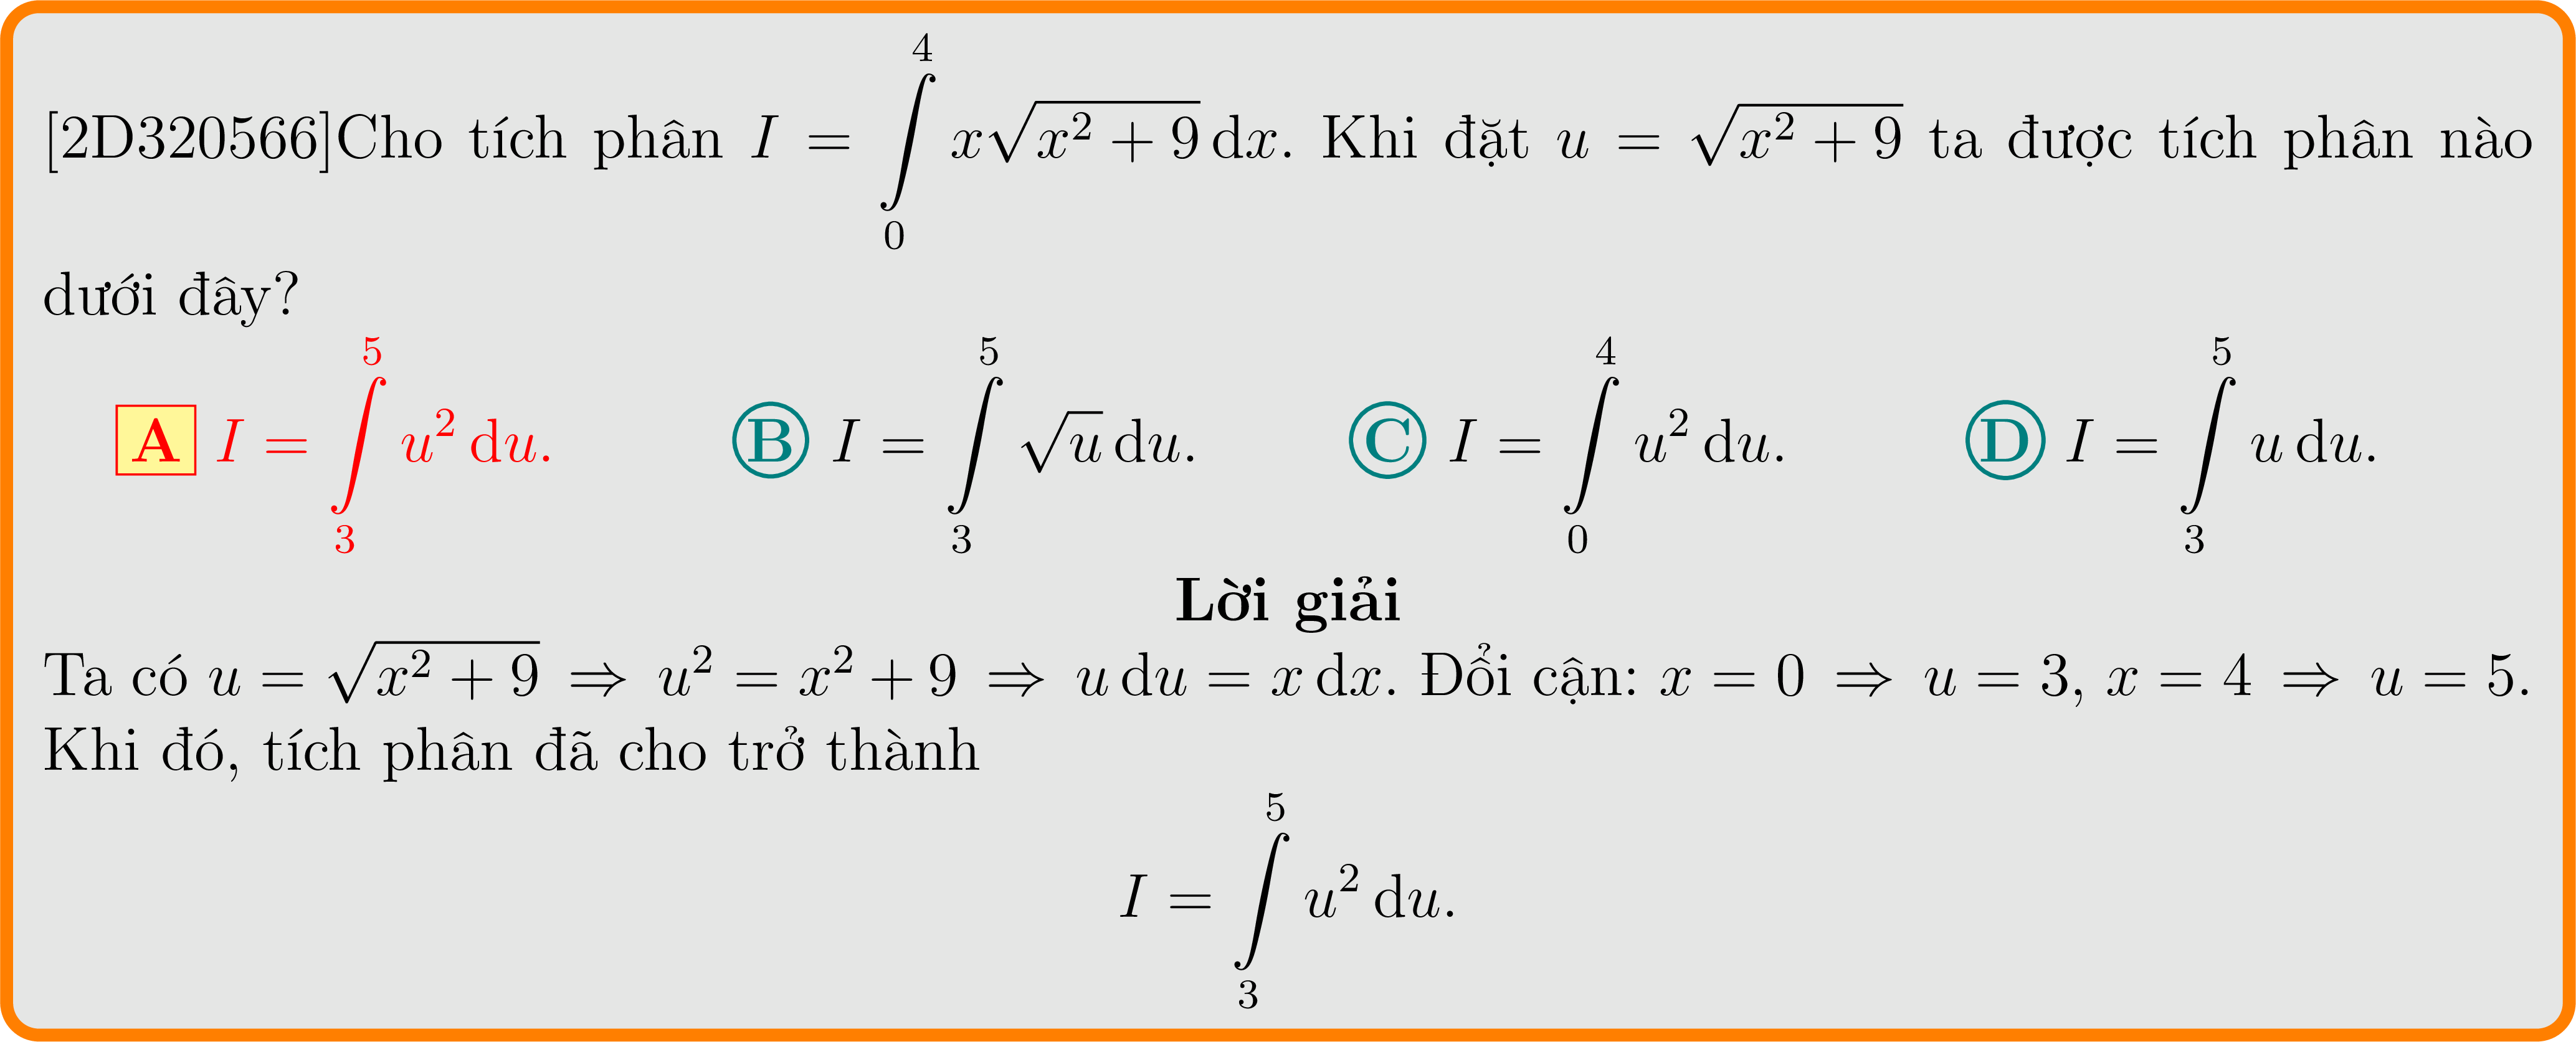 [2D320566]Cho tích phân $I = \int\limits_0^4 x\sqrt{x^2+9}\,\mathrm{d}x$. Khi đặt $u = \sqrt{x^2+9}$ ta được tích phân nào
dưới đây?
A $I = \int\limits_3^5 u^2\,\mathrm{d}u.$ B $I = \int\limits_3^5 \sqrt{u}\,\mathrm{d}u.$ C $I = \int\limits_0^4 u^2\,\mathrm{d}u.$ D $I = \int\limits_3^5 u\,\mathrm{d}u.$
Lời giải
Ta có $u = \sqrt{x^2+9} \Rightarrow u^2 = x^2+9 \Rightarrow u\,\mathrm{d}u = x\,\mathrm{d}x$. Đổi cận: $x = 0 \Rightarrow u = 3$, $x = 4 \Rightarrow u = 5$.
Khi đó, tích phân đã cho trở thành
$I = \int\limits_3^5 u^2\,\mathrm{d}u.$